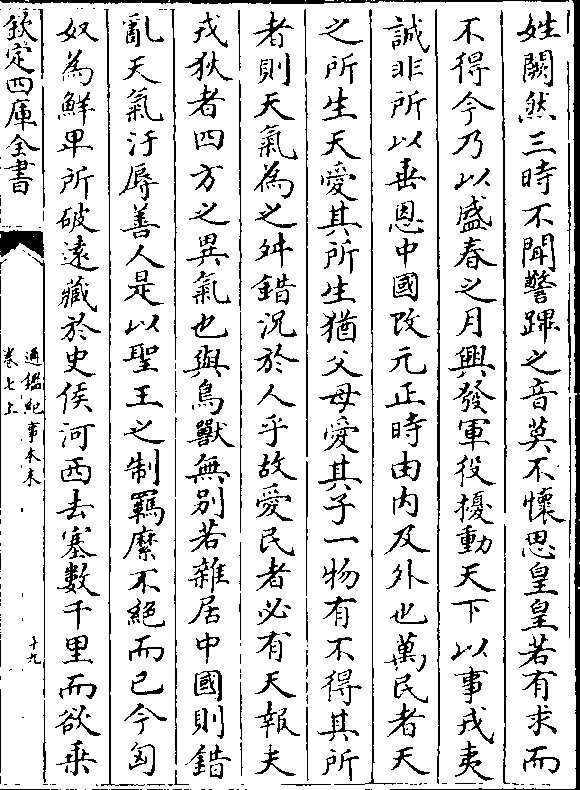 姓闕然三時不聞警蹕之音莫不懷思皇皇若有求而
不得今乃以盛春之月興發軍役擾動天下以事戎夷
誠非所以垂恩中國改元正時由内及外也萬民者天
之所生天愛其所生猶父母愛其子一物有不得其所
者則天氣為之舛錯況於人乎故愛民者必有天報夫
戎狄者四方之異氣也與鳥獸無別若雜居中國則錯
亂天氣汙辱善人是以聖王之制羈縻不絕而已今匈
奴為鮮卑所破遠藏於史侯河西去塞數千里而欲乗
欽定四庫全書
通鑑紀事本末
卷七上
十九